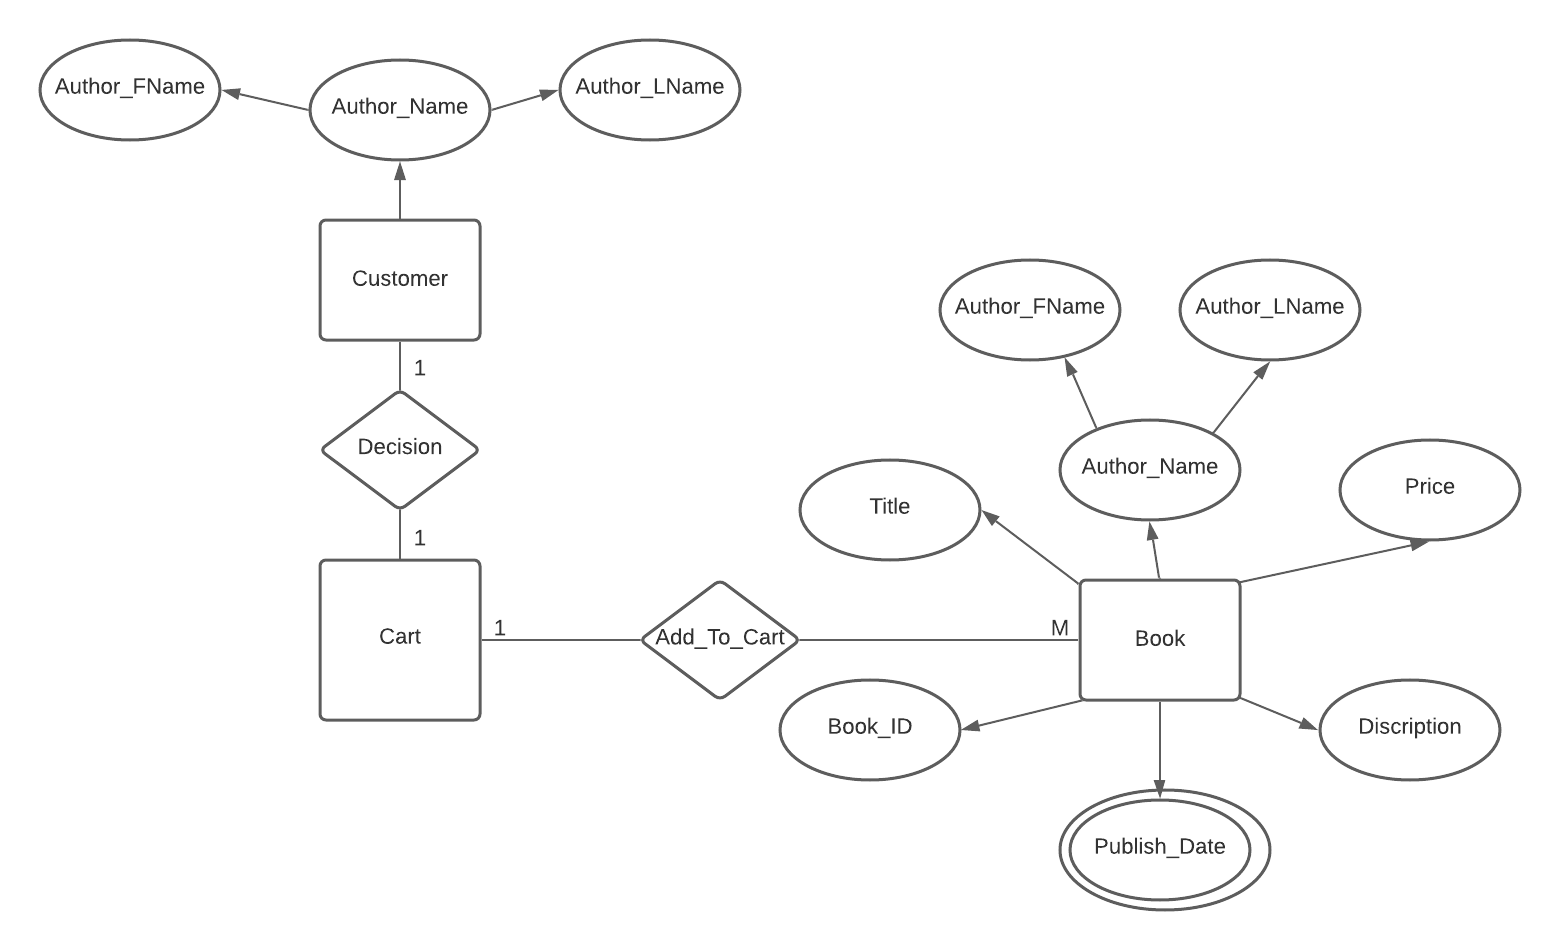 Author_FName
Author_Name
Author_LName
Customer
1
Decision
1
Cart
1
Add_To_Cart
M
Book
Author_FName
Author_LName
Author_Name
Title
Price
Book_ID
Discription
Publish_Date